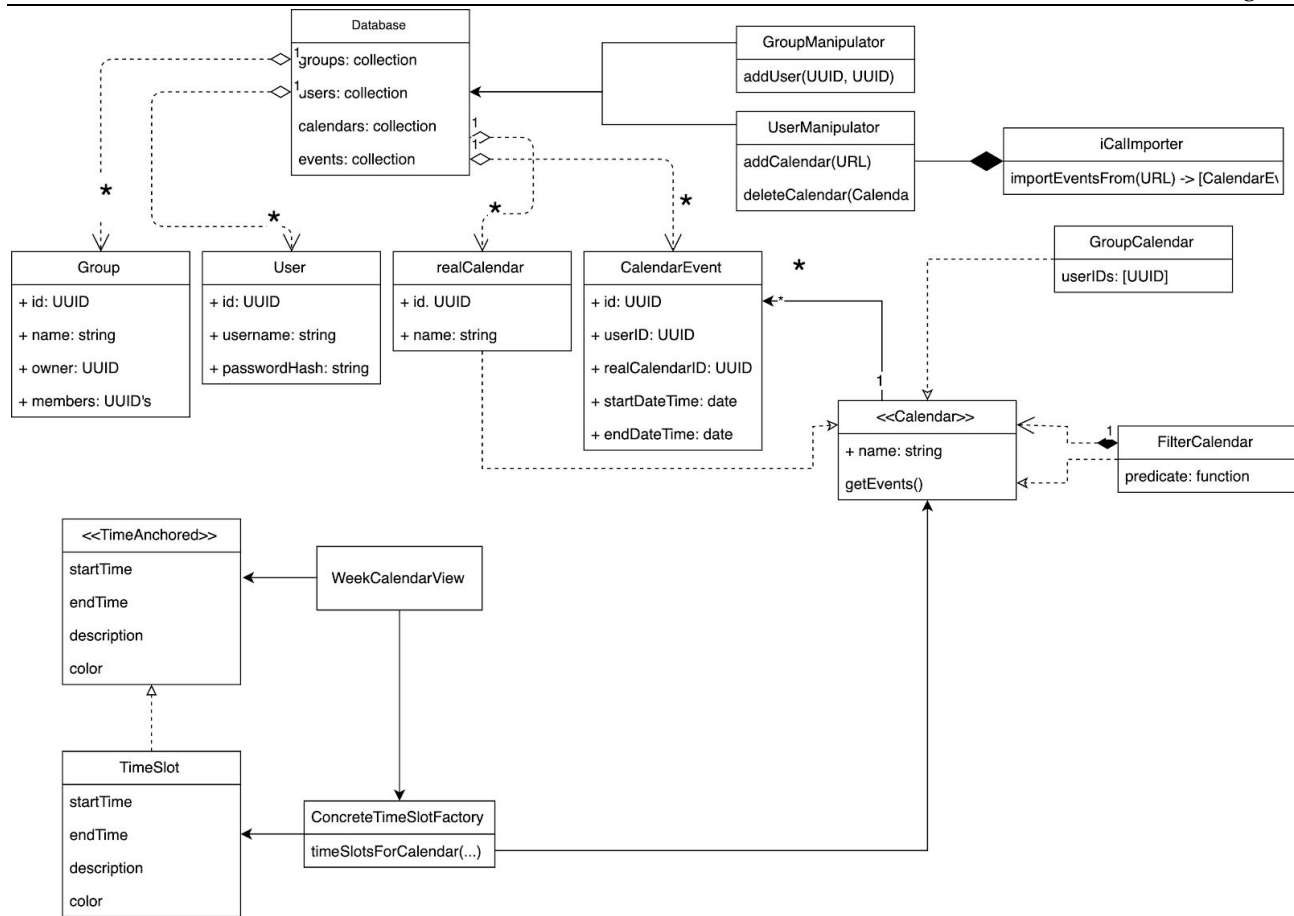 Database
groups: collection
users: collection
calendars: collection
events: collection
1
1
1
1
GroupManipulator
addUser(UUID, UUID)
UserManipulator
addCalendar(URL)
deleteCalendar(Calenda
iCalImporter
importEventsFrom(URL) -> [CalendarEv
*
*
*
*
Group
+ id: UUID
+ name: string
+ owner: UUID
+ members: UUID's
User
+ id: UUID
+ username: string
+ passwordHash: string
realCalendar
+ id. UUID
+ name: string
CalendarEvent
+ id: UUID
+ userID: UUID
+ realCalendarID: UUID
+ startDateTime: date
+ endDateTime: date
*
*
1
GroupCalendar
userIDs: [UUID]
<<Calendar>>
+ name: string
getEvents()
1
FilterCalendar
predicate: function
<<TimeAnchored>>
startTime
endTime
description
color
WeekCalendarView
TimeSlot
startTime
endTime
description
color
ConcreteTimeSlotFactory
timeSlotsForCalendar(...)